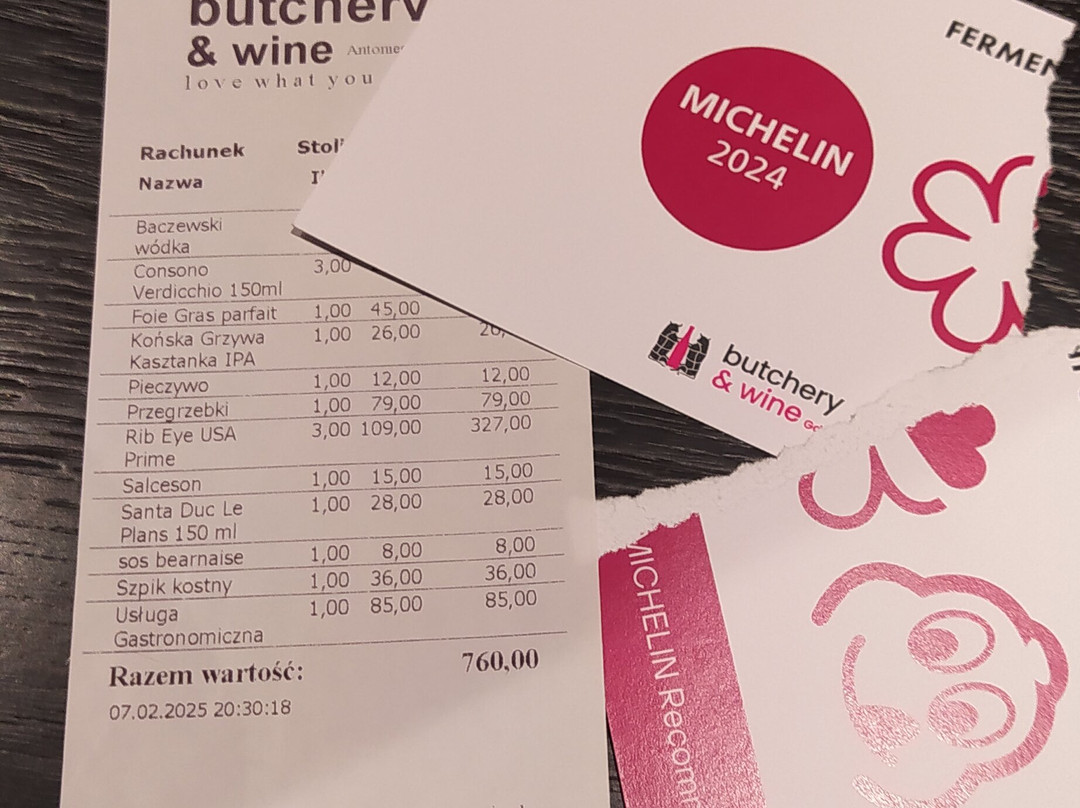 butchery
& wine
love what you
Rachunek
Nazwa
Baczewski
wódka
Consono 3,00
Verdicchio 150ml
Foie Gras parfait 1,00 45,00
Końska Grzywa 1,00 26,00
Kasztanka IPA
Pieczywo 1,00 12,00 12,00
Przegrzebki 1,00 79,00 79,00
Rib Eye USA 3,00 109,00 327,00
Prime
Salceson 1,00 15,00 15,00
Santa Duc Le 1,00 28,00 28,00
Plans 150 ml
sos bearnaise 1,00 8,00 8,00
Szpik kostny 1,00 36,00 36,00
Usługa 1,00 85,00 85,00
Gastronomiczna
Razem wartość: 760,00
07.02.2025 20:30:18
FERMEN
MICHELIN
2024
butchery
& wine
MICHELIN Recom